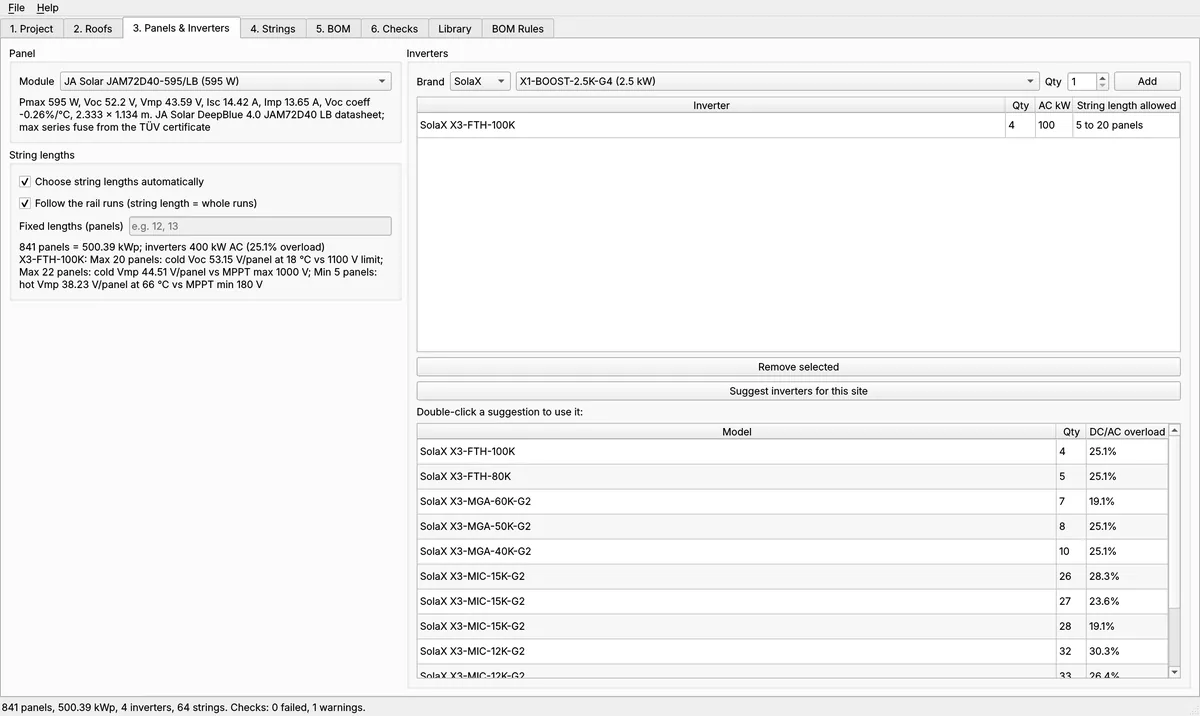 File Help
1. Project 2. Roofs 3. Panels & Inverters 4. Strings 5. BOM 6. Checks Library BOM Rules
Panel
Module JA Solar JAM72D40-595/LB (595 W)
Pmax 595 W, Voc 52.2 V, Vmp 43.59 V, Isc 14.42 A, Imp 13.65 A, Voc coeff
-0.26%/°C, 2.333 × 1.134 m. JA Solar DeepBlue 4.0 JAM72D40 LB datasheet;
max series fuse from the TÜV certificate
String lengths
Choose string lengths automatically
Follow the rail runs (string length = whole runs)
Fixed lengths (panels) e.g. 12, 13
841 panels = 500.39 kWp; inverters 400 kW AC (25.1% overload)
X3-FTH-100K: Max 20 panels: cold Voc 53.15 V/panel at 18 °C vs 1100 V limit;
Max 22 panels: cold Vmp 44.51 V/panel vs MPPT max 1000 V; Min 5 panels:
hot Vmp 38.23 V/panel at 66 °C vs MPPT min 180 V
Inverters
Brand SolaX X1-BOOST-2.5K-G4 (2.5 kW) Qty 1 Add
Inverter Qty AC kW String length allowed
SolaX X3-FTH-100K 4 100 5 to 20 panels
Remove selected
Suggest inverters for this site
Double-click a suggestion to use it:
Model Qty DC/AC overload
SolaX X3-FTH-100K 4 25.1%
SolaX X3-FTH-80K 5 25.1%
SolaX X3-MGA-60K-G2 7 19.1%
SolaX X3-MGA-50K-G2 8 25.1%
SolaX X3-MGA-40K-G2 10 25.1%
SolaX X3-MIC-15K-G2 26 28.3%
SolaX X3-MIC-15K-G2 27 23.6%
SolaX X3-MIC-15K-G2 28 19.1%
SolaX X3-MIC-12K-G2 32 30.3%
SolaX X3-MIC-12K-G2 33 26.4%
841 panels, 500.39 kWp, 4 inverters, 64 strings. Checks: 0 failed, 1 warnings.